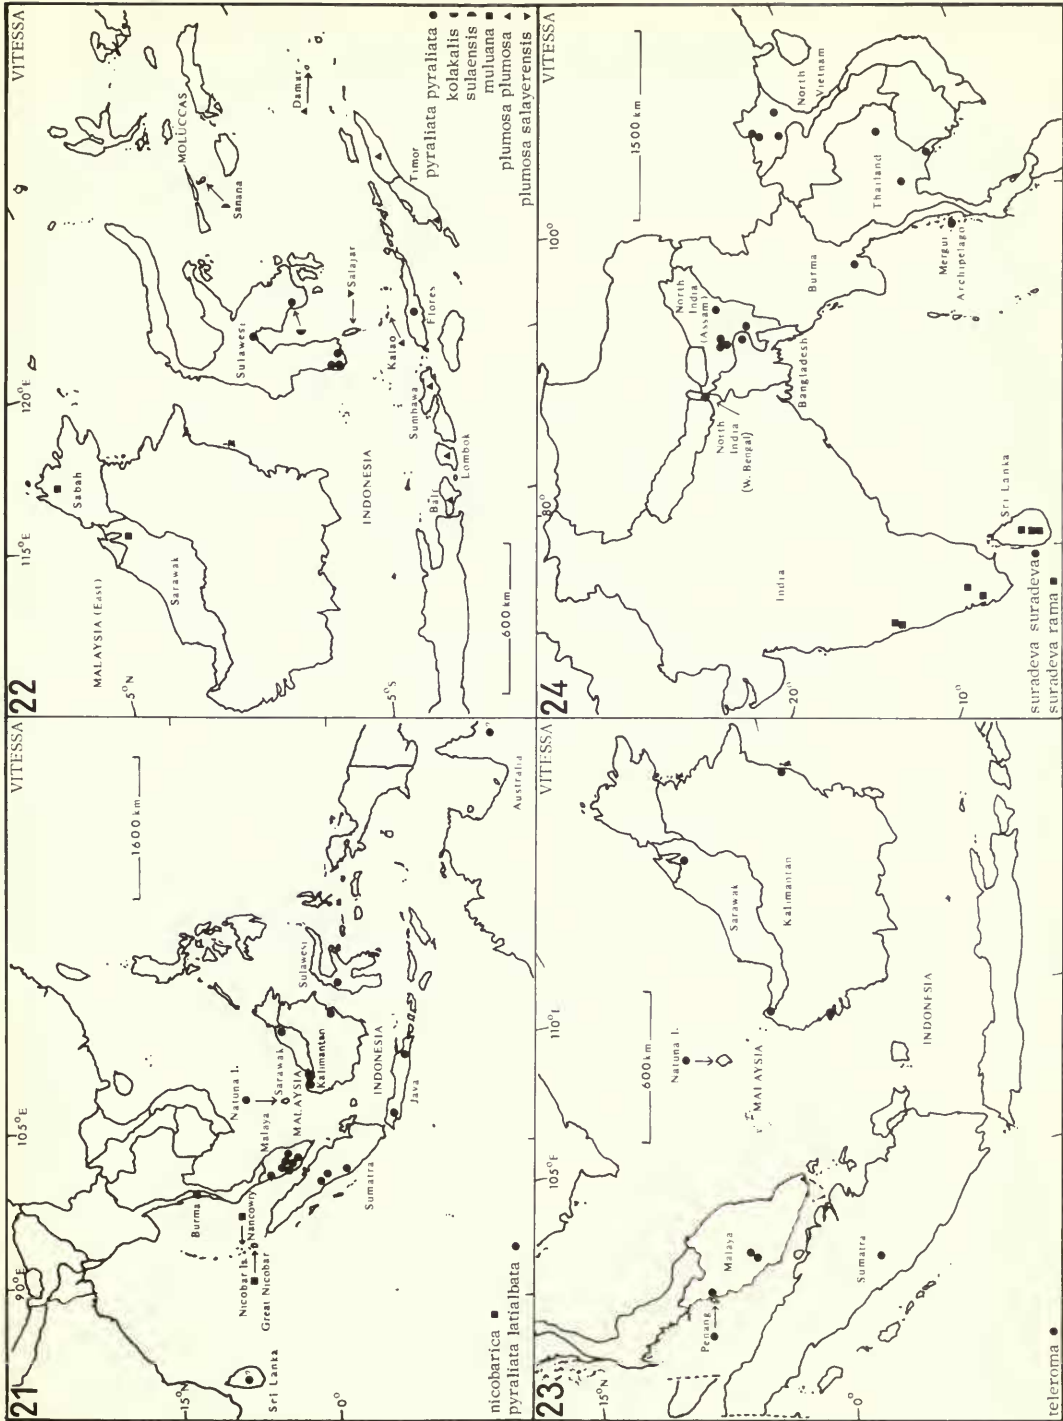 21
VITESSA
90°E
105°E
15°N
0°
1600 km
Sri Lanka
Nicobar Is.
Great Nicobar
Nancowry
Burma
Malaya
MALAYSIA
Natuna I.
Sarawak
Kalimantan
INDONESIA
Sulawesi
Sumatra
Java
Australia
?
?
nicobarica ■
pyraliata latialbata ●
22
VITESSA
115°E
120°E
5°N
5°S
600 km
MALAYSIA (East)
Sabah
Sarawak
INDONESIA
Sulawesi
MOLUCCAS
Sanana
Salajar
Kalao
Damar
Bali
Lombok
Sumbawa
Flores
Timor
pyraliata pyraliata ●
kolakalis
sulaensis
muluana ■
plumosa plumosa ▲
plumosa salayerensis ▼
23
VITESSA
105°E
110°E
15°N
0°
600 km
Penang
Malaya
MALAYSIA
Natuna I.
Sarawak
Kalimantan
INDONESIA
Sumatra
teleroma ●
24
VITESSA
80°
100°
20°
10°
1500 km
India
North
India
(W. Bengal)
North
India
(Assam)
Bangladesh
Burma
Mergui
Archipelago
Thailand
North
Vietnam
Sri Lanka
suradeva suradeva ●
suradeva rama ■